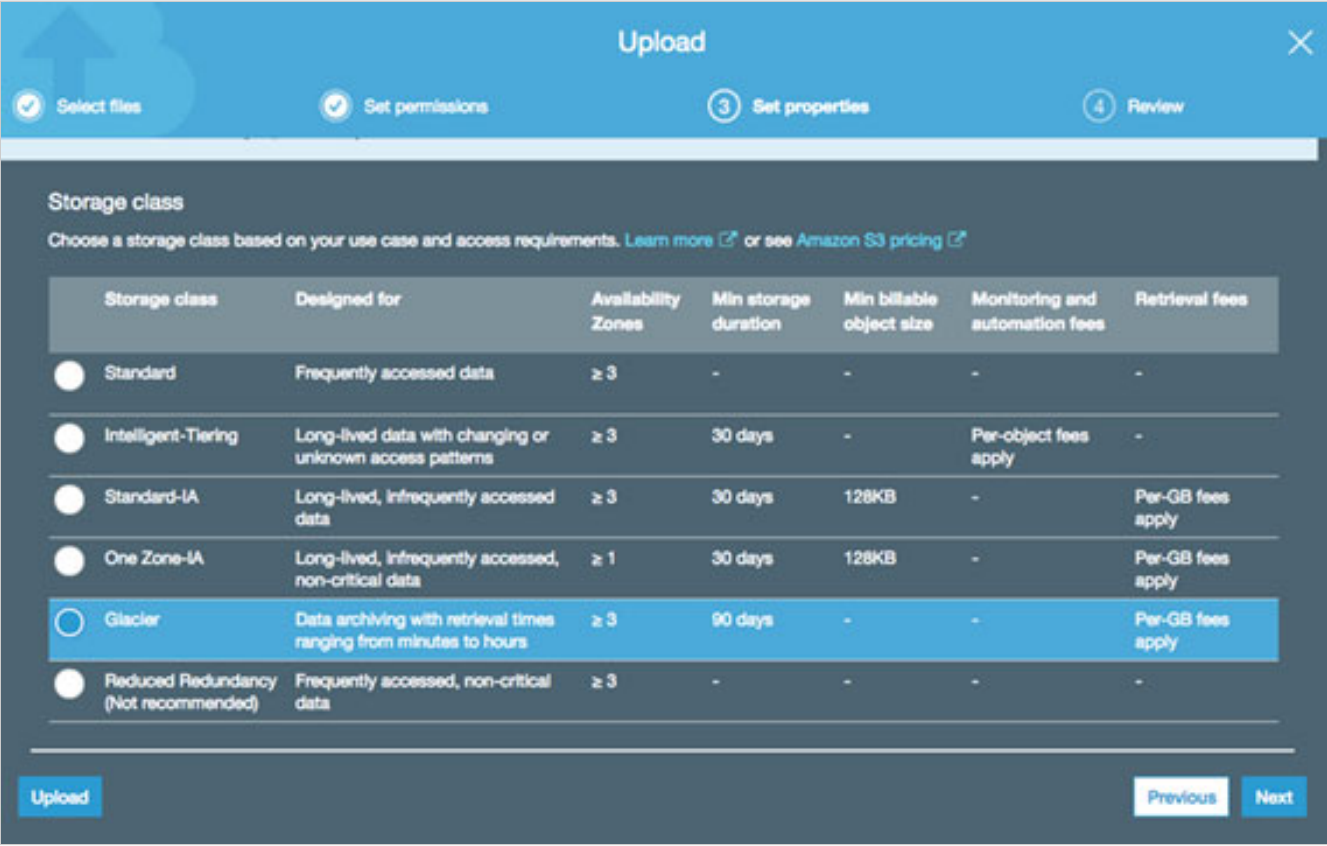 Upload
Select files
Set permissions
3 Set properties
4 Review
Storage class
Choose a storage class based on your use case and access requirements. Learn more or see Amazon S3 pricing
Storage class Designed for Availability Zones Min storage duration Min billable object size Monitoring and automation fees Retrieval fees
Standard Frequently accessed data ≥ 3 - - - -
Intelligent-Tiering Long-lived data with changing or unknown access patterns ≥ 3 30 days - Per-object fees apply -
Standard-IA Long-lived, infrequently accessed data ≥ 3 30 days 128KB - Per-GB fees apply
One Zone-IA Long-lived, infrequently accessed, non-critical data ≥ 1 30 days 128KB - Per-GB fees apply
Glacier Data archiving with retrieval times ranging from minutes to hours ≥ 3 90 days - - Per-GB fees apply
Reduced Redundancy (Not recommended) Frequently accessed, non-critical data ≥ 3 - - - -
Upload
Previous
Next